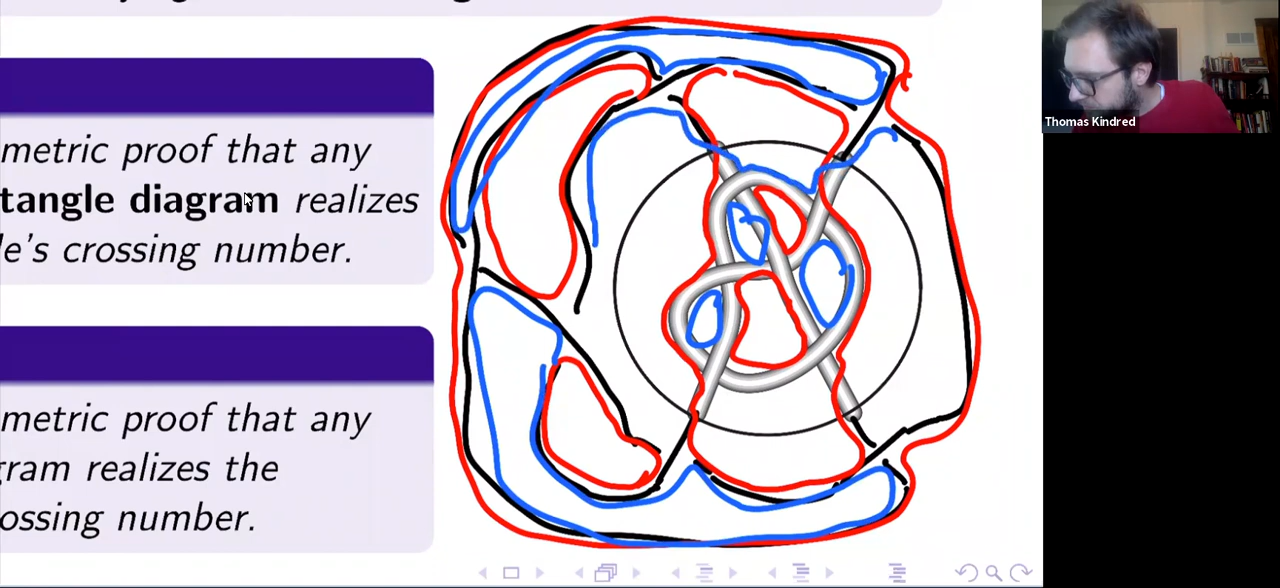 metric proof that any
tangle diagram realizes
le's crossing number.
metric proof that any
gram realizes the
ossing number.
Thomas Kindred